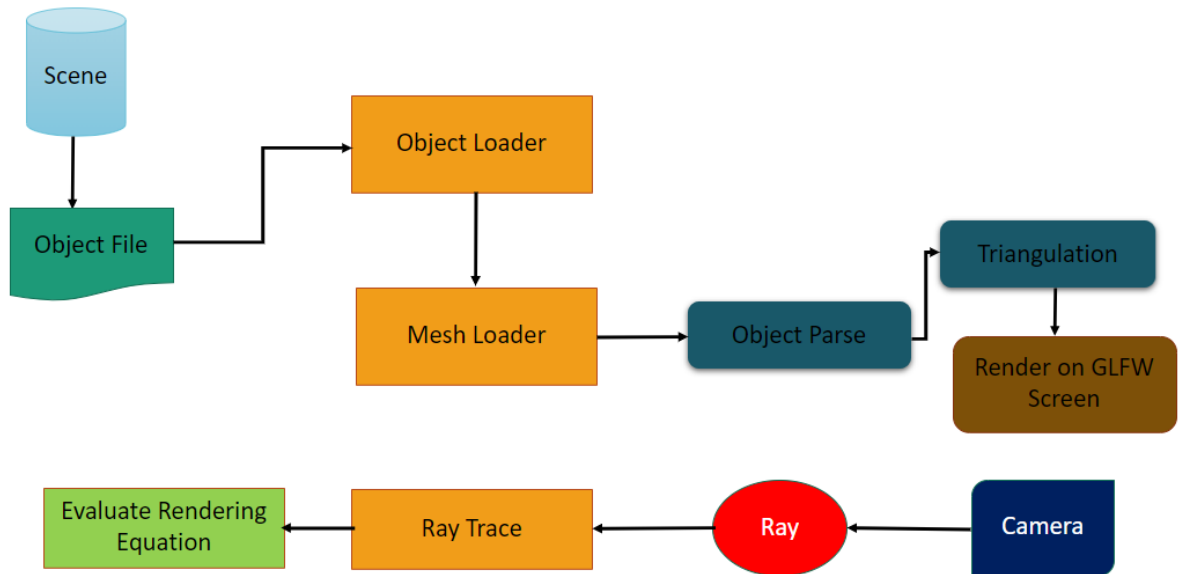 Scene
Object File
Object Loader
Mesh Loader
Object Parse
Triangulation
Render on GLFW
Screen
Evaluate Rendering
Equation
Ray Trace
Ray
Camera